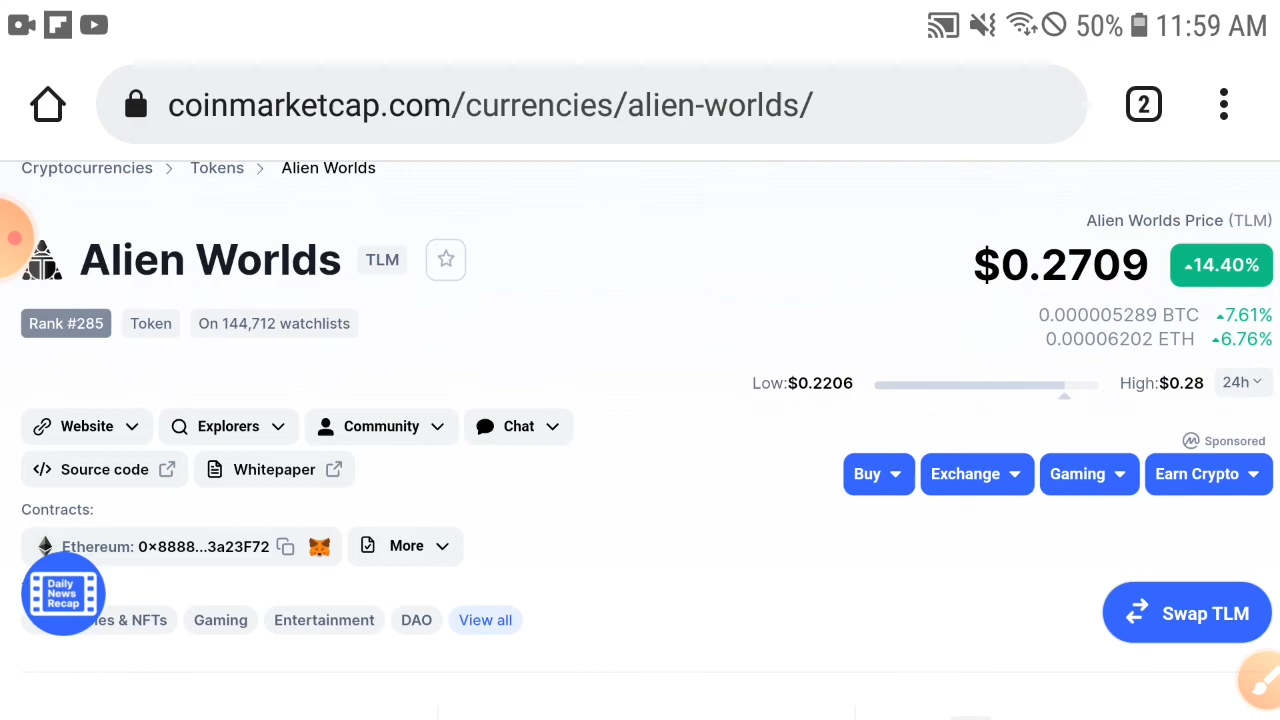 50% 11:59 AM
coinmarketcap.com/currencies/alien-worlds/
2
Cryptocurrencies > Tokens > Alien Worlds
Alien Worlds Price (TLM)
Alien Worlds TLM
$0.2709 14.40%
Rank #285 Token On 144,712 watchlists
0.000005289 BTC 7.61%
0.00006202 ETH 6.76%
Low:$0.2206 High:$0.28 24h
Website Explorers Community Chat
Sponsored
Source code Whitepaper
Buy Exchange Gaming Earn Crypto
Contracts:
Ethereum: 0×8888...3a23F72 More
Daily
News
Recap
es & NFTs Gaming Entertainment DAO View all
Swap TLM